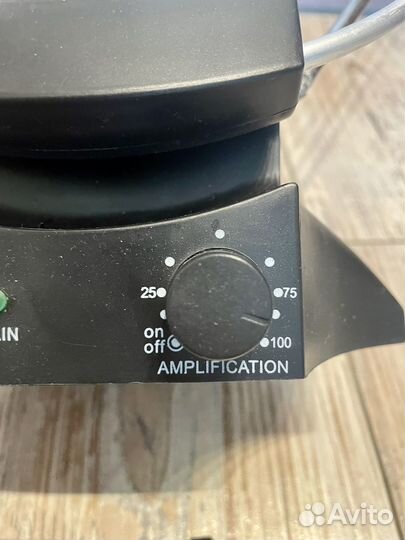 25 75
AIN on
off 100
AMPLIFICATION
Avito